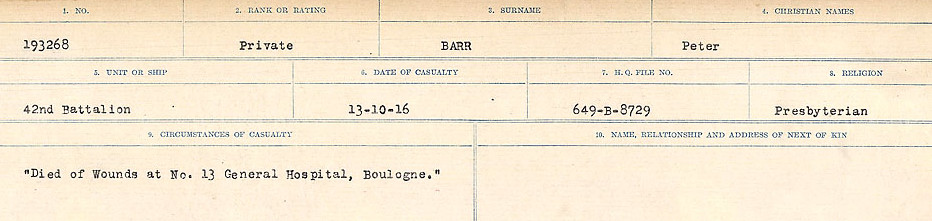 1. NO. 2. RANK OR RATING 3. SURNAME 4. CHRISTIAN NAMES
193268 Private BARR Peter
5. UNIT OR SHIP 6. DATE OF CASUALTY 7. H.Q. FILE NO. 8. RELIGION
42nd Battalion 13-10-16 649-B-8729 Presbyterian
9. CIRCUMSTANCES OF CASUALTY 10. NAME, RELATIONSHIP AND ADDRESS OF NEXT OF KIN
"Died of Wounds at No. 13 General Hospital, Boulogne."